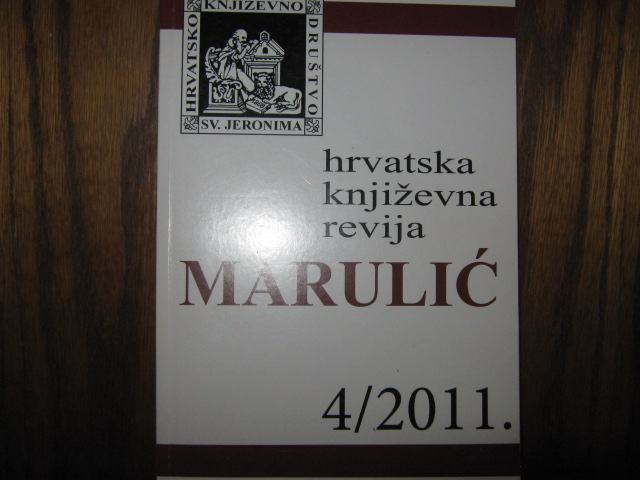 KNJIŽEVNO
HRVATSKO
DRUŠTVO
SV. JERONIMA
hrvatska
književna
revija
MARULIĆ
4/2011.